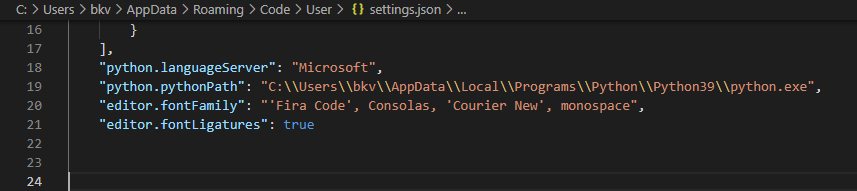 C: > Users > bkv > AppData > Roaming > Code > User > {} settings.json > ...
16 }
17 ],
18 "python.languageServer": "Microsoft",
19 "python.pythonPath": "C:\\Users\\bkv\\AppData\\Local\\Programs\\Python\\Python39\\python.exe",
20 "editor.fontFamily": "'Fira Code', Consolas, 'Courier New', monospace",
21 "editor.fontLigatures": true
22
23
24